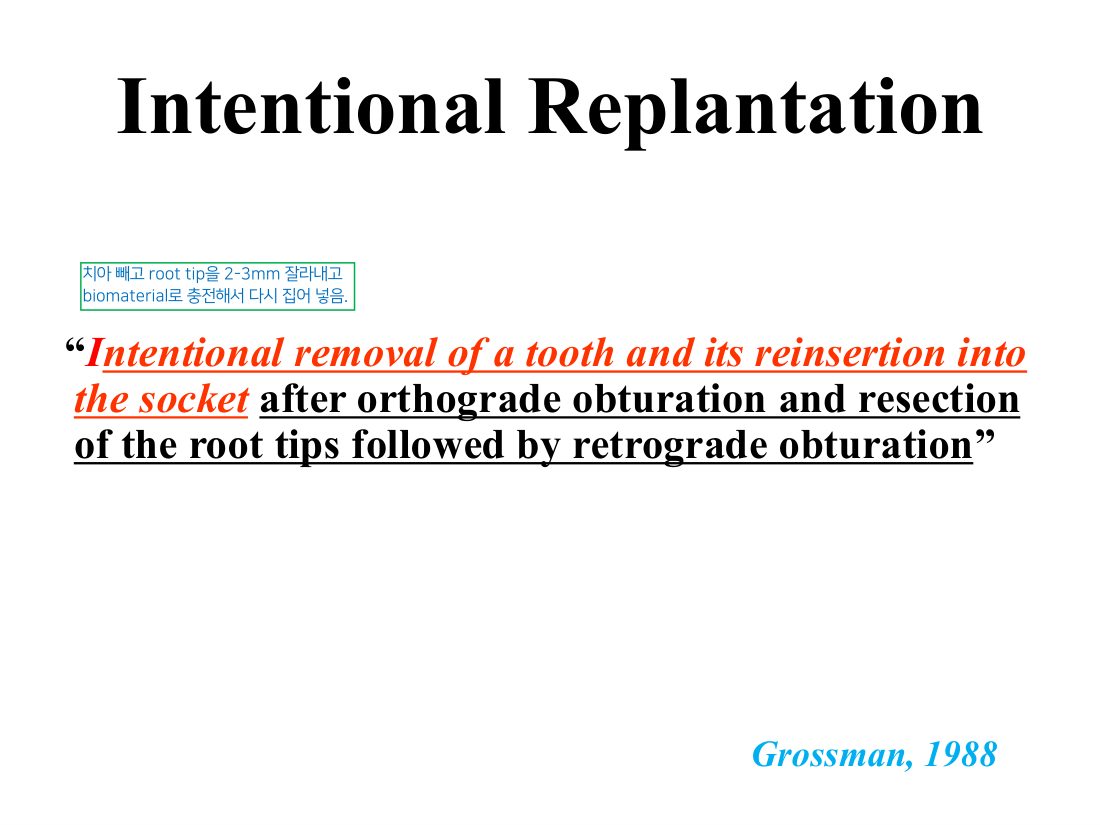 Intentional Replantation
치아 빼고 root tip을 2-3mm 잘라내고
biomaterial로 충전해서 다시 집어 넣음.
“Intentional removal of a tooth and its reinsertion into
the socket after orthograde obturation and resection
of the root tips followed by retrograde obturation”
Grossman, 1988